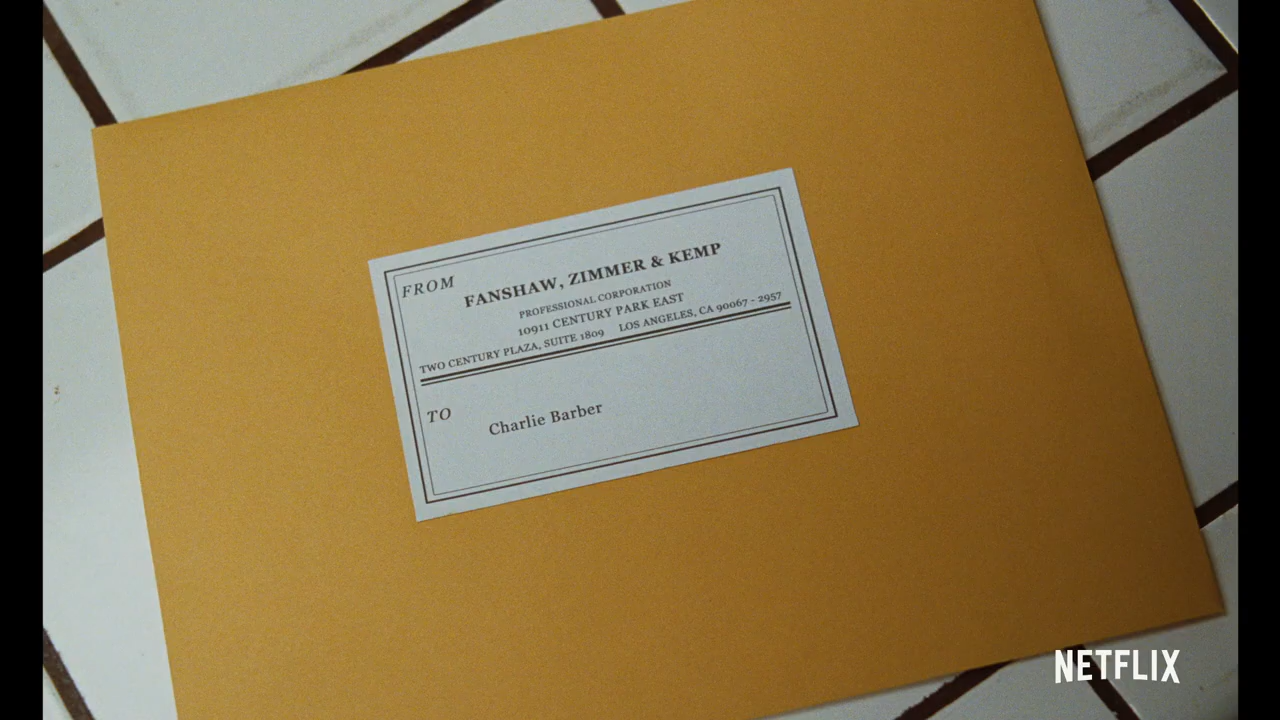 FROM
FANSHAW, ZIMMER & KEMP
PROFESSIONAL CORPORATION
10911 CENTURY PARK EAST
TWO CENTURY PLAZA, SUITE 1809 LOS ANGELES, CA 90067 - 2957
TO
Charlie Barber
NETFLIX